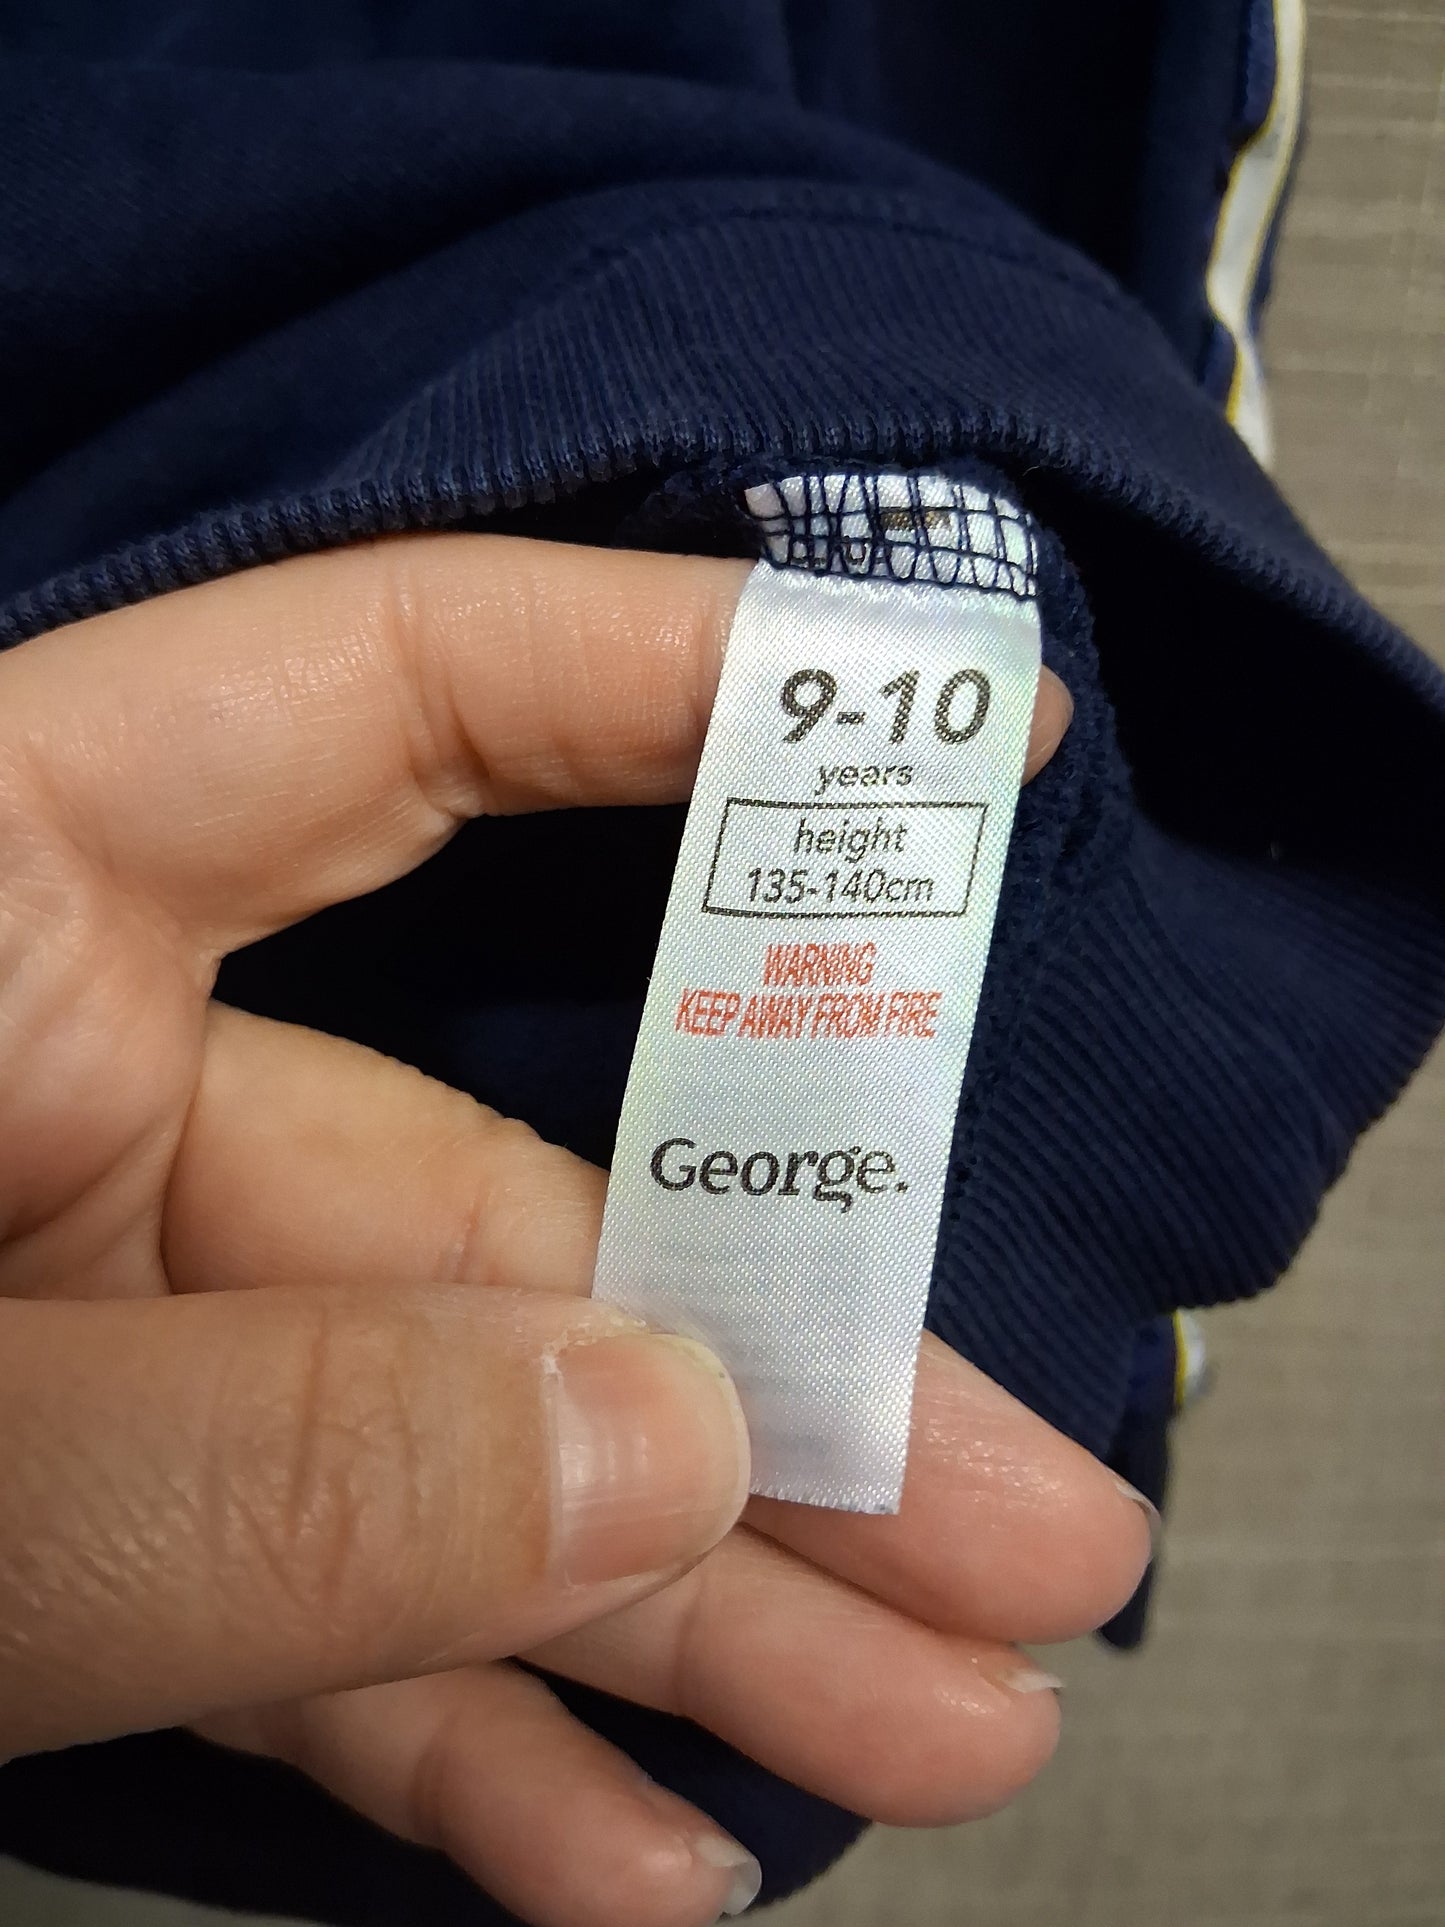 9-10
years
height
135-140cm
WARNING
KEEP AWAY FROM FIRE
George.